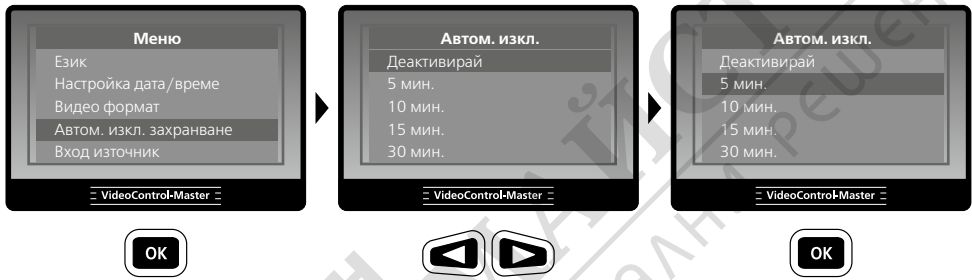 Меню
Език
Настройка дата/време
Видео формат
Автом. изкл. захранване
Вход източник
VideoControl-Master
OK
Автом. изкл.
Деактивирай
5 мин.
10 мин.
15 мин.
30 мин.
VideoControl-Master
Автом. изкл.
Деактивирай
5 мин.
10 мин.
15 мин.
30 мин.
VideoControl-Master
OK